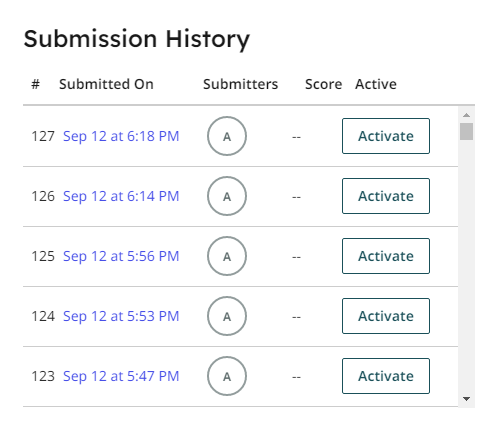 Submission History
# Submitted On Submitters Score Active
127 Sep 12 at 6:18 PM A -- Activate
126 Sep 12 at 6:14 PM A -- Activate
125 Sep 12 at 5:56 PM A -- Activate
124 Sep 12 at 5:53 PM A -- Activate
123 Sep 12 at 5:47 PM A -- Activate